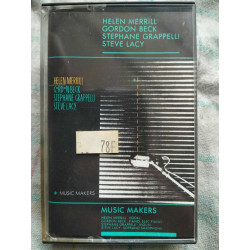 HELEN MERRILL
GORDON BECK
STEPHANE GRAPPELLI
STEVE LACY
HELEN MERRILL
GORDON BECK
STEPHANE GRAPPELLI
STEVE LACY
78F
MUSIC MAKERS
MUSIC MAKERS